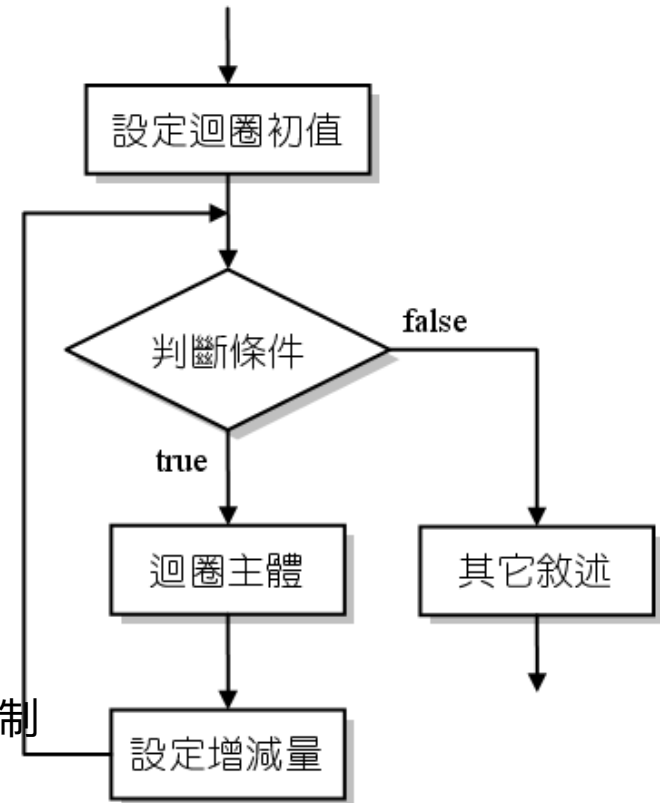 設定迴圈初值
判斷條件
false
true
迴圈主體
其它敘述
制
設定增減量